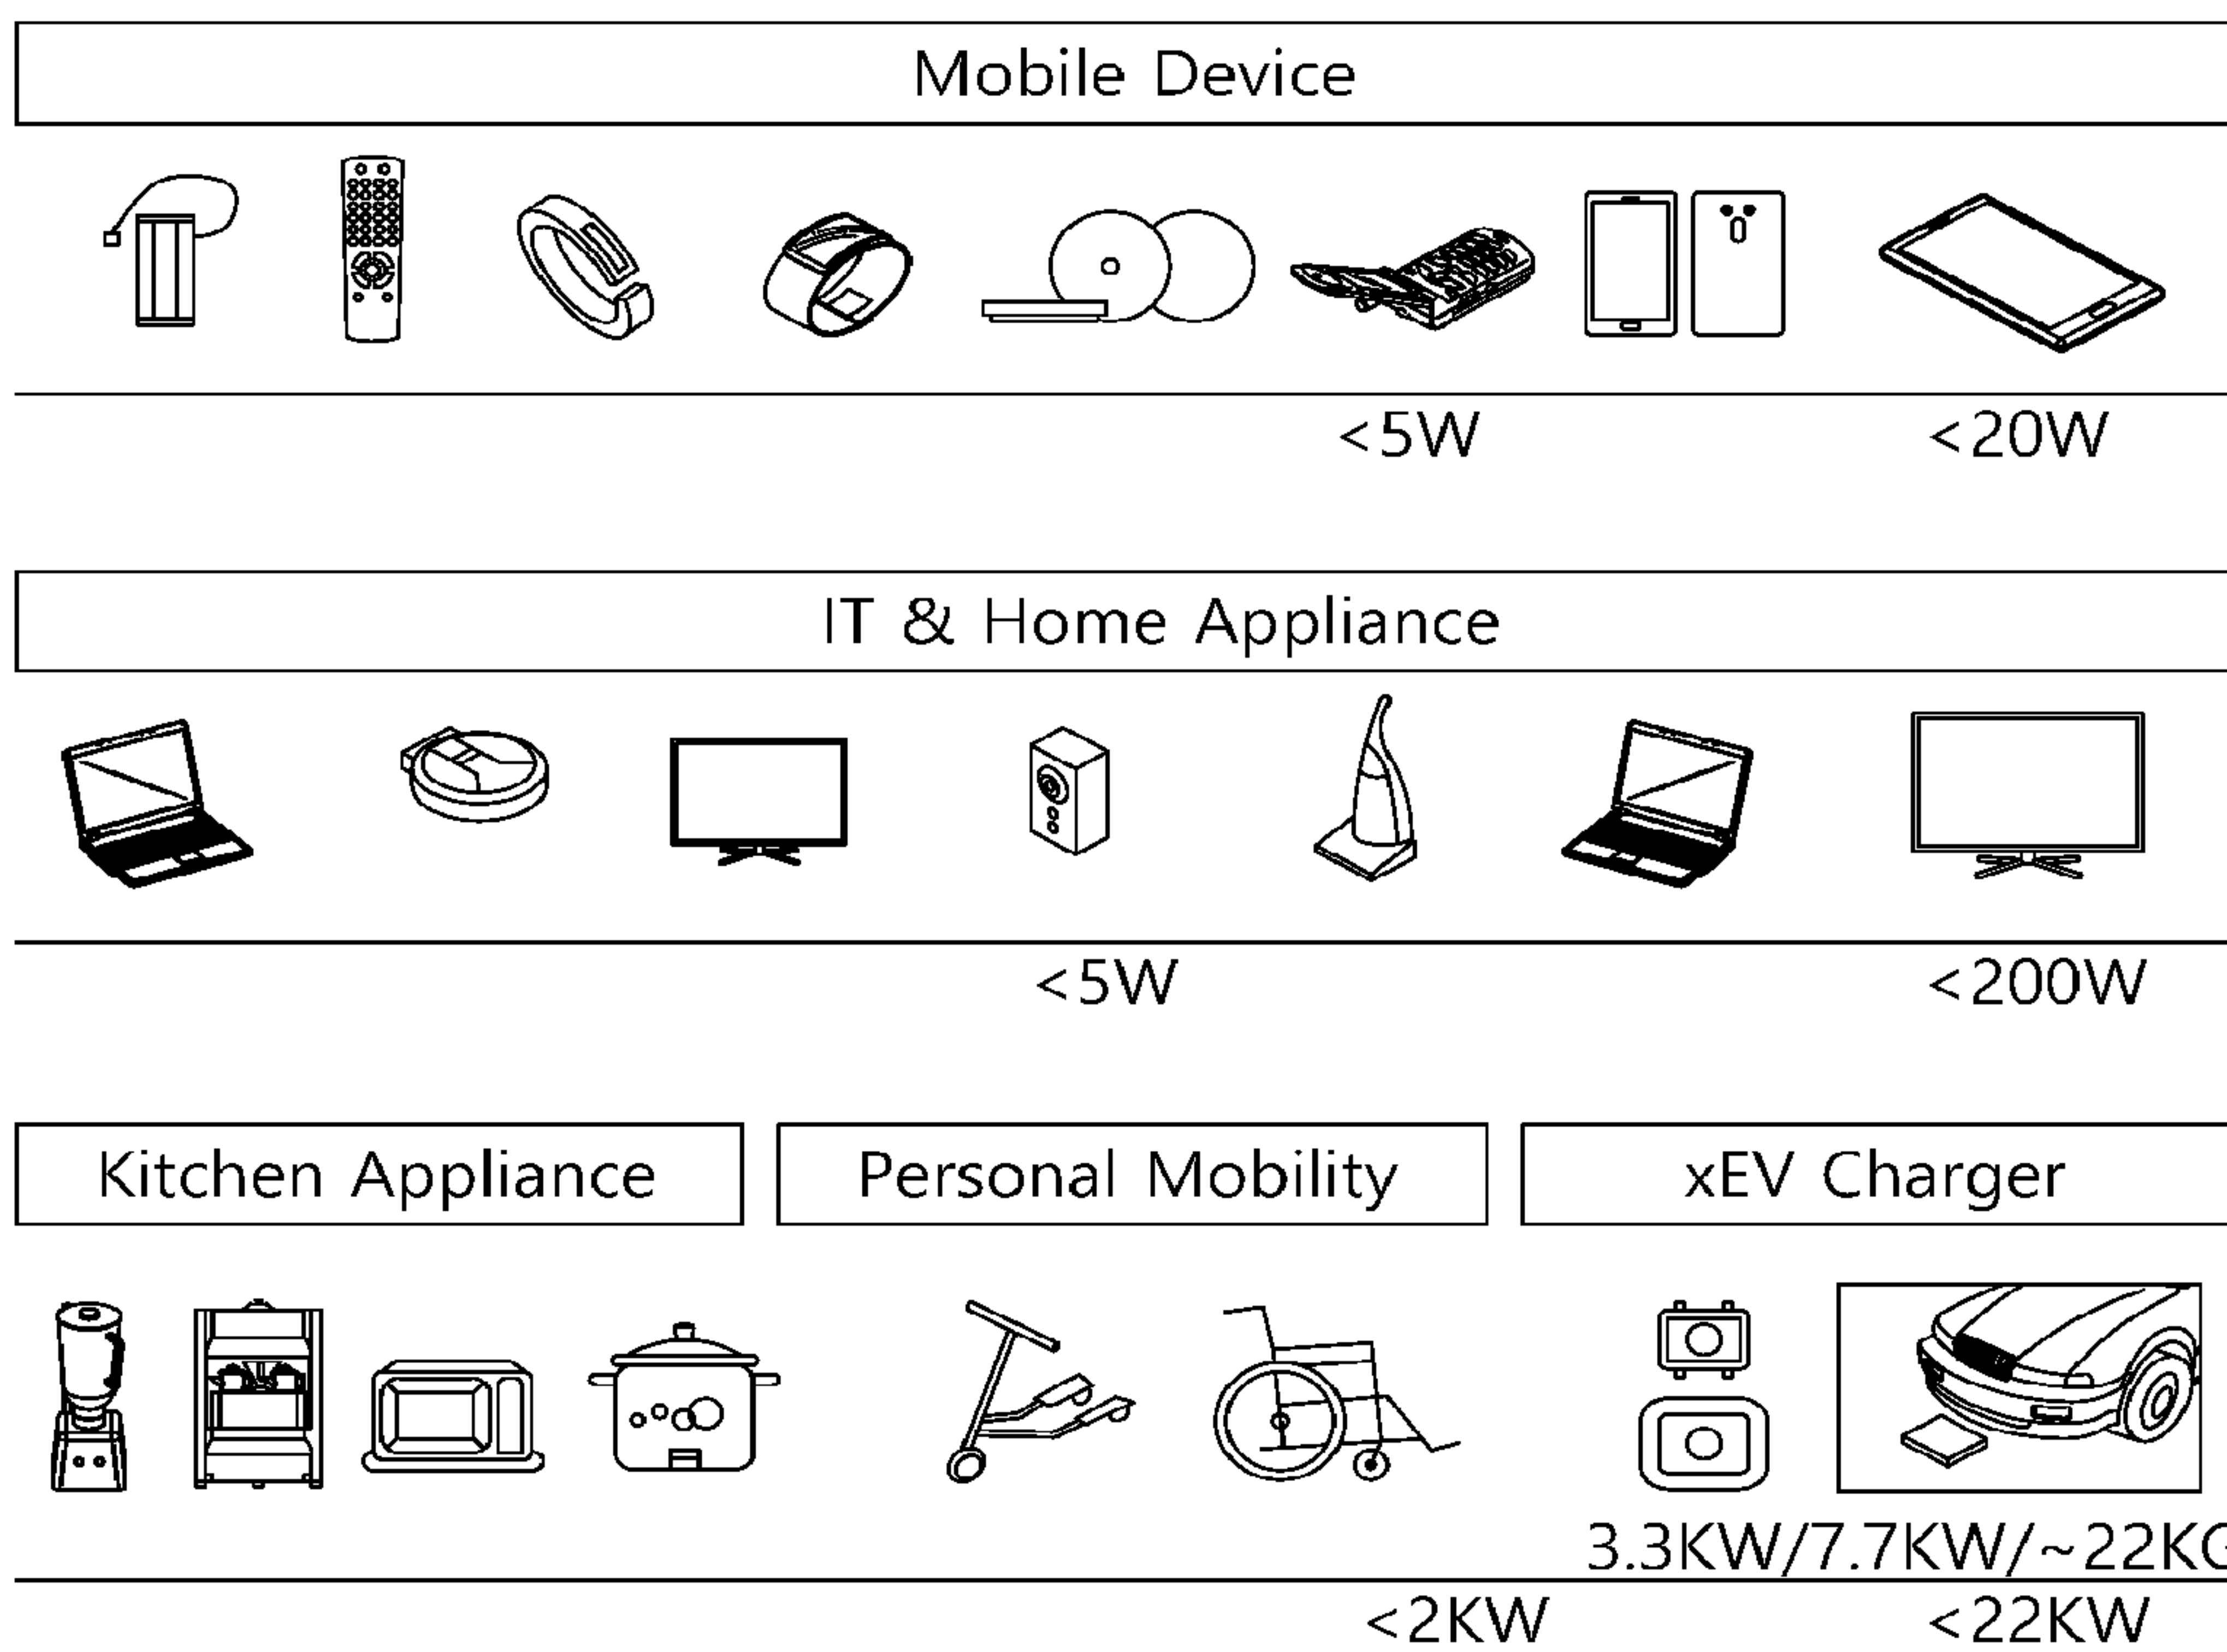 Mobile Device
<5W <20W
IT & Home Appliance
<5W <200W
Kitchen Appliance Personal Mobility xEV Charger
3.3KW/7.7KW/~22KG
<2KW <22KW